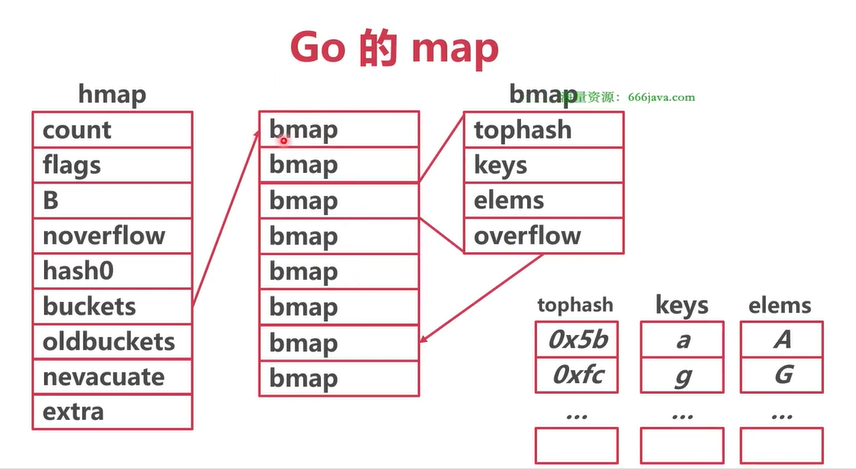 Go 的 map
hmap
count
flags
B
noverflow
hash0
buckets
oldbuckets
nevacuate
extra
bmap
bmap
bmap
bmap
bmap
bmap
bmap
bmap
bmap
量资源：666java.com
tophash
keys
elems
overflow
tophash keys elems
0x5b a A
0xfc g G
... ... ...